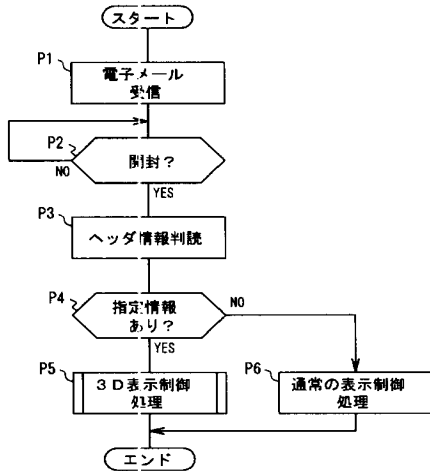 スタート
P1
電子メール
受信
P2
開封?
NO
YES
P3
ヘッダ情報判読
P4
指定情報
あり?
NO
YES
P5
3D表示制御
処理
P6
通常の表示制御
処理
エンド